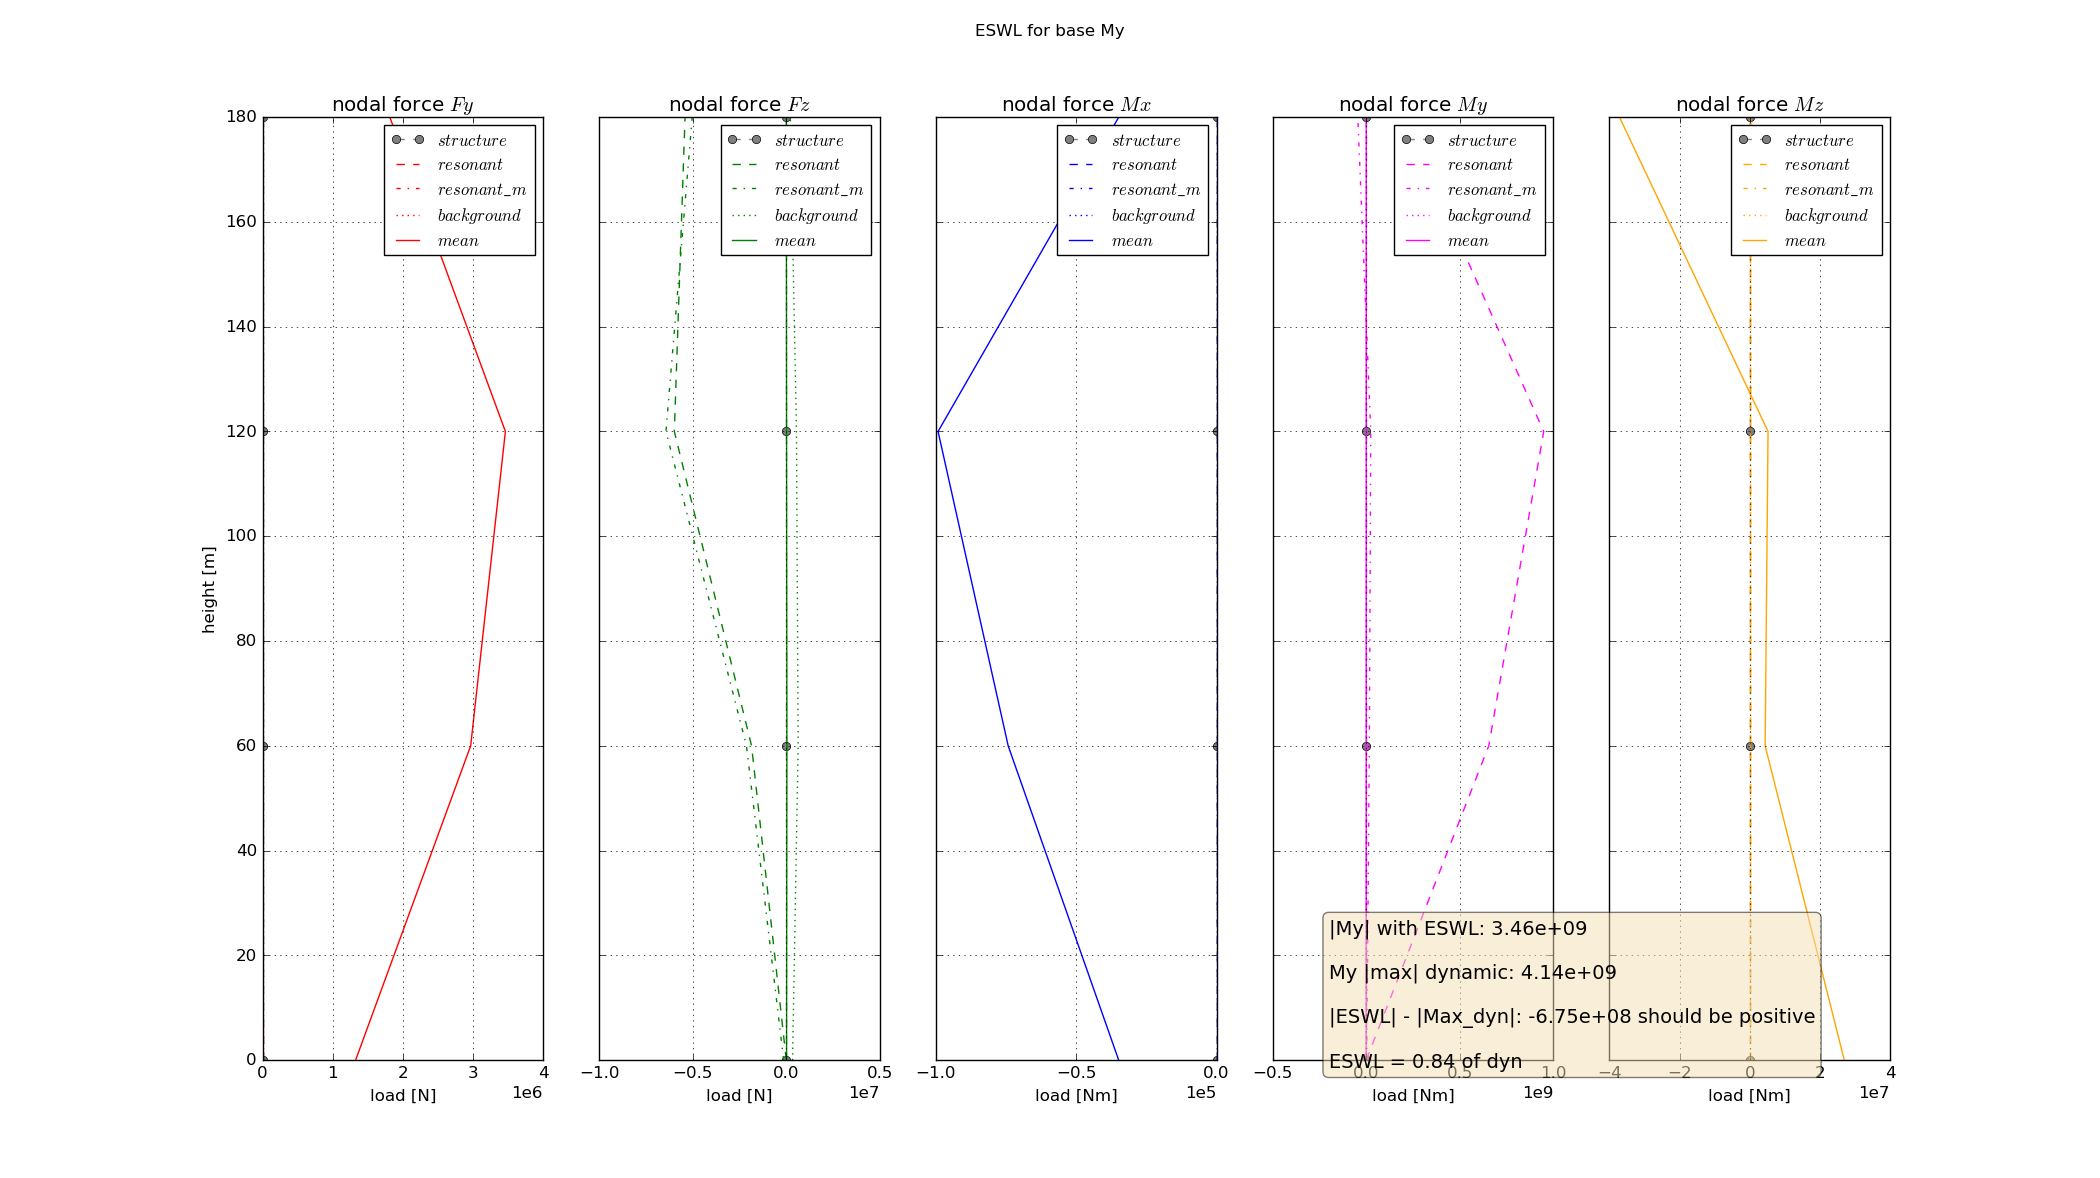 ESWL for base My
nodal force Fy
nodal force Fz
nodal force Mx
nodal force My
nodal force Mz
structure
resonant
resonant_m
background
mean
structure
resonant
resonant_m
background
mean
structure
resonant
resonant_m
background
mean
structure
resonant
resonant_m
background
mean
structure
resonant
resonant_m
background
mean
height [m]
180
160
140
120
100
80
60
40
20
0
|My| with ESWL: 3.46e+09
My |max| dynamic: 4.14e+09
|ESWL| - |Max_dyn|: -6.75e+08 should be positive
ESWL = 0.84 of dyn
0 1 2 3 4
1e6
load [N]
−1.0 −0.5 0.0 0.5
1e7
load [N]
−1.0 −0.5 0.0
1e5
load [Nm]
−0.5 0.0 0.5 1.0
1e9
load [Nm]
−4 −2 0 2 4
1e7
load [Nm]